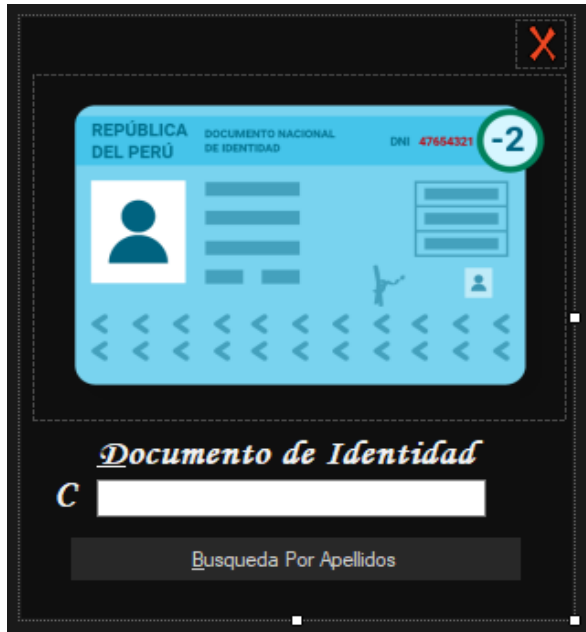 X
REPÚBLICA
DEL PERÚ
DOCUMENTO NACIONAL
DE IDENTIDAD
DNI 47654321
-2
Documento de Identidad
C
Busqueda Por Apellidos